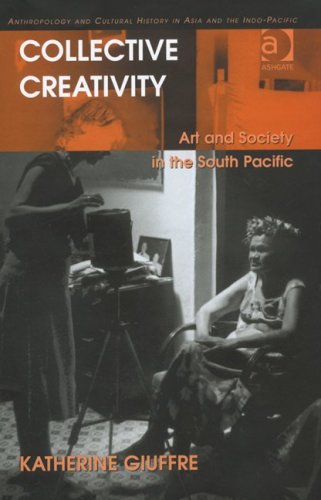 ANTHROPOLOGY AND CULTURAL HISTORY IN ASIA AND THE INDO-PACIFIC
COLLECTIVE
CREATIVITY
ASHGATE
Art and Society
in the South Pacific
KATHERINE GIUFFRE